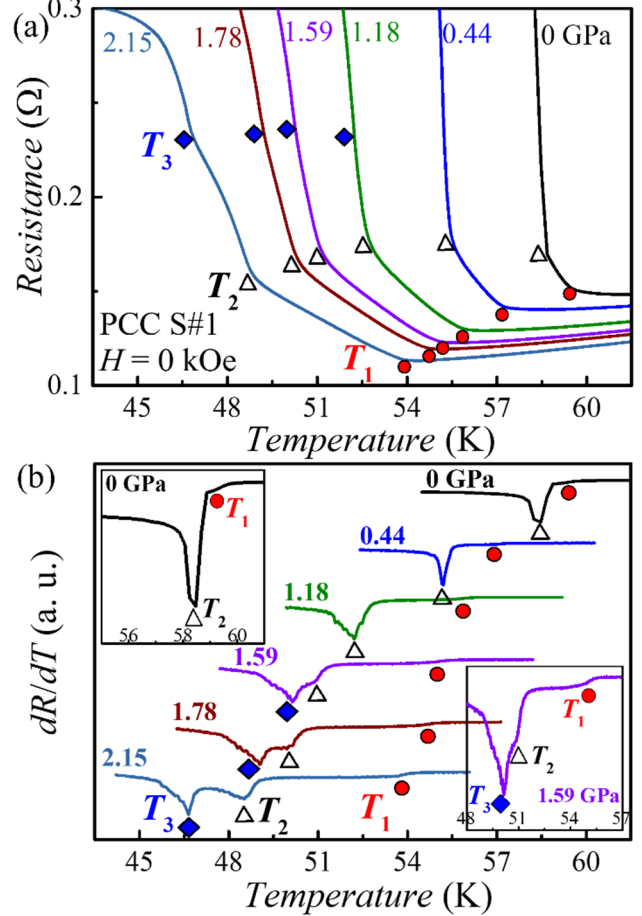 (a)
0.3
0.2
0.1
Resistance (Ω)
2.15
1.78
1.59
1.18
0.44
0 GPa
T3
T2
T1
PCC S#1
H = 0 kOe
45 48 51 54 57 60
Temperature (K)
(b)
dR/dT (a. u.)
0 GPa
T1
T2
56 58 60
0 GPa
0.44
1.18
1.59
1.78
2.15
T3
T2
T1
T1
T2
T3
1.59 GPa
48 51 54 57
45 48 51 54 57 60
Temperature (K)